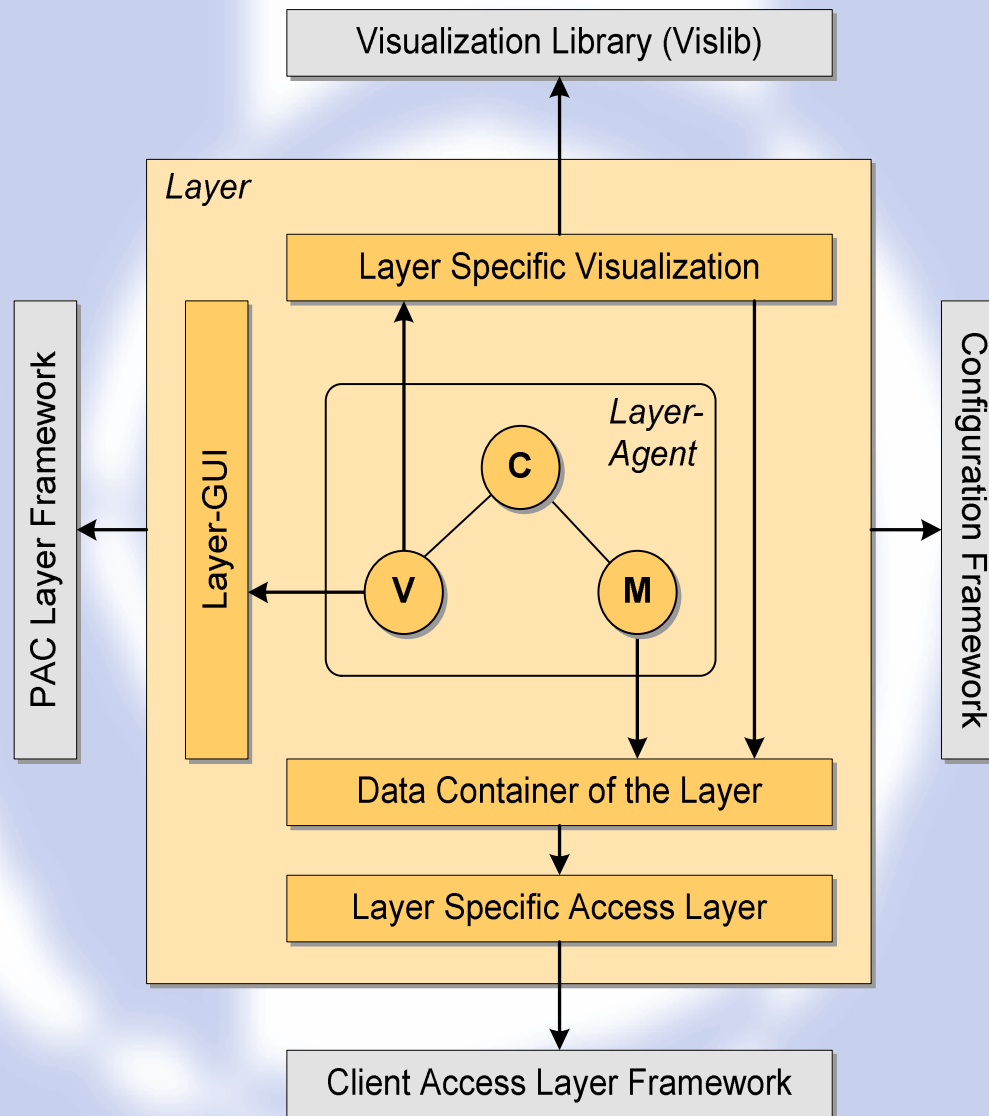 Visualization Library (Vislib)
Layer
Layer Specific Visualization
PAC Layer Framework
Layer-GUI
Layer-
Agent
C
V
M
Configuration Framework
Data Container of the Layer
Layer Specific Access Layer
Client Access Layer Framework